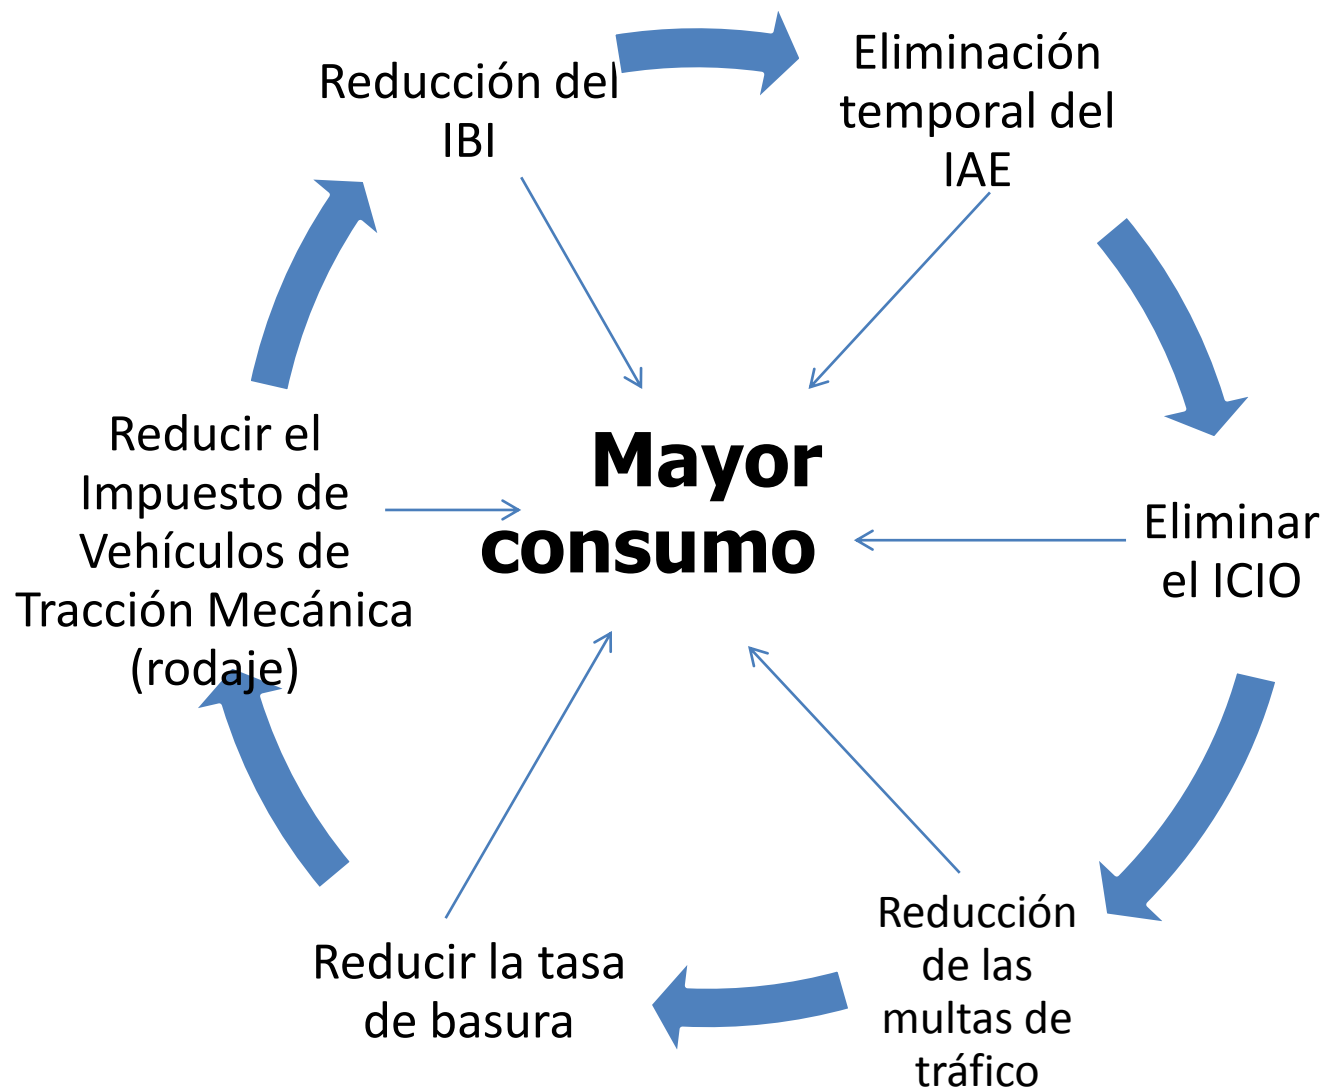 Reducción del
IBI
Eliminación
temporal del
IAE
Eliminar
el ICIO
Reducción
de las
multas de
tráfico
Reducir la tasa
de basura
Reducir el
Impuesto de
Vehículos de
Tracción Mecánica
(rodaje)
Mayor
consumo